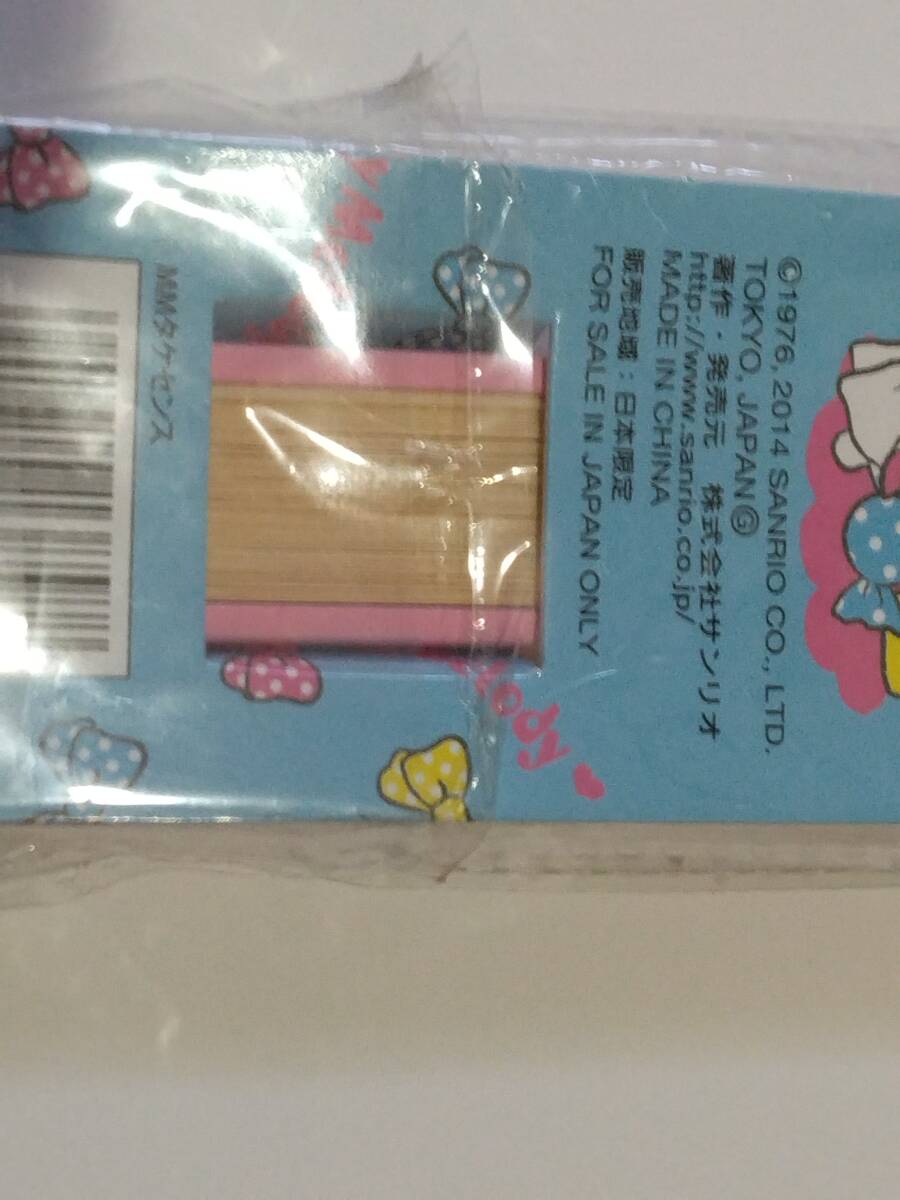 ©1976, 2014 SANRIO CO., LTD.
TOKYO, JAPAN Ⓖ
著作・発売元 株式会社サンリオ
http://www.sanrio.co.jp/
MADE IN CHINA
販売地域：日本限定
FOR SALE IN JAPAN ONLY
MMタケセンス